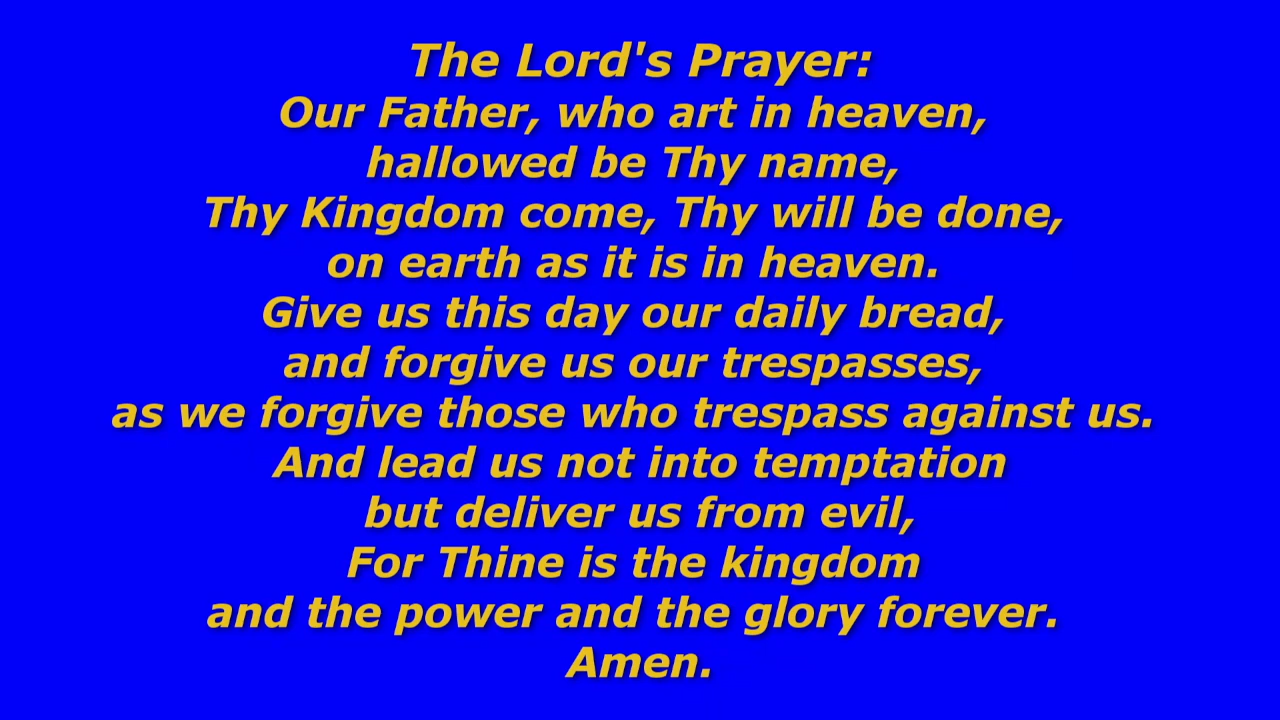 The Lord's Prayer:
Our Father, who art in heaven,
hallowed be Thy name,
Thy Kingdom come, Thy will be done,
on earth as it is in heaven.
Give us this day our daily bread,
and forgive us our trespasses,
as we forgive those who trespass against us.
And lead us not into temptation
but deliver us from evil,
For Thine is the kingdom
and the power and the glory forever.
Amen.